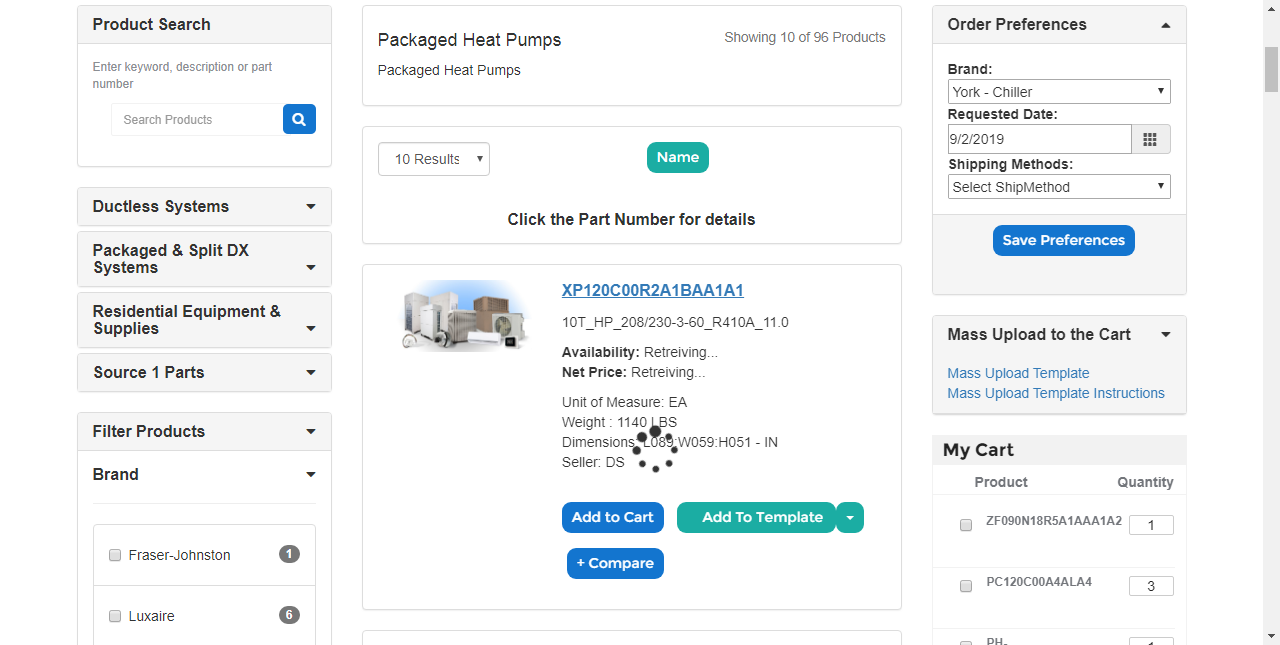 Product Search
Enter keyword, description or part
number
Search Products
Ductless Systems
Packaged & Split DX
Systems
Residential Equipment &
Supplies
Source 1 Parts
Filter Products
Brand
Fraser-Johnston 1
Luxaire 6
Packaged Heat Pumps
Showing 10 of 96 Products
Packaged Heat Pumps
10 Results
Name
Click the Part Number for details
XP120C00R2A1BAA1A1
10T_HP_208/230-3-60_R410A_11.0
Availability: Retreiving...
Net Price: Retreiving...
Unit of Measure: EA
Weight : 1140 LBS
Dimensions: L089:W059:H051 - IN
Seller: DS
Add to Cart
Add To Template
+ Compare
Order Preferences
Brand:
York - Chiller
Requested Date:
9/2/2019
Shipping Methods:
Select ShipMethod
Save Preferences
Mass Upload to the Cart
Mass Upload Template
Mass Upload Template Instructions
My Cart
Product Quantity
ZF090N18R5A1AAA1A2 1
PC120C00A4ALA4 3
PH-